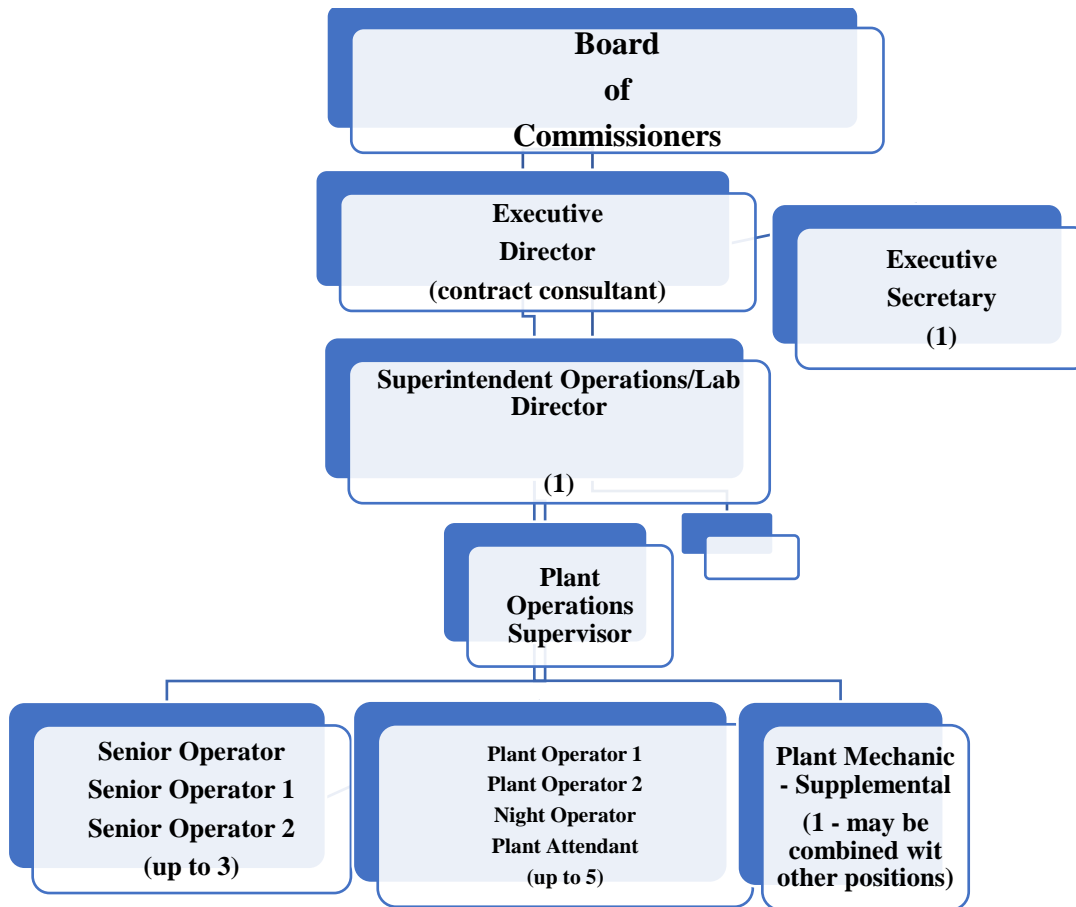 Board
of
Commissioners
Executive
Director
(contract consultant)
Executive
Secretary
(1)
Superintendent Operations/Lab
Director
(1)
Plant
Operations
Supervisor
Senior Operator
Senior Operator 1
Senior Operator 2
(up to 3)
Plant Operator 1
Plant Operator 2
Night Operator
Plant Attendant
(up to 5)
Plant Mechanic
- Supplemental
(1 - may be
combined wit
other positions)